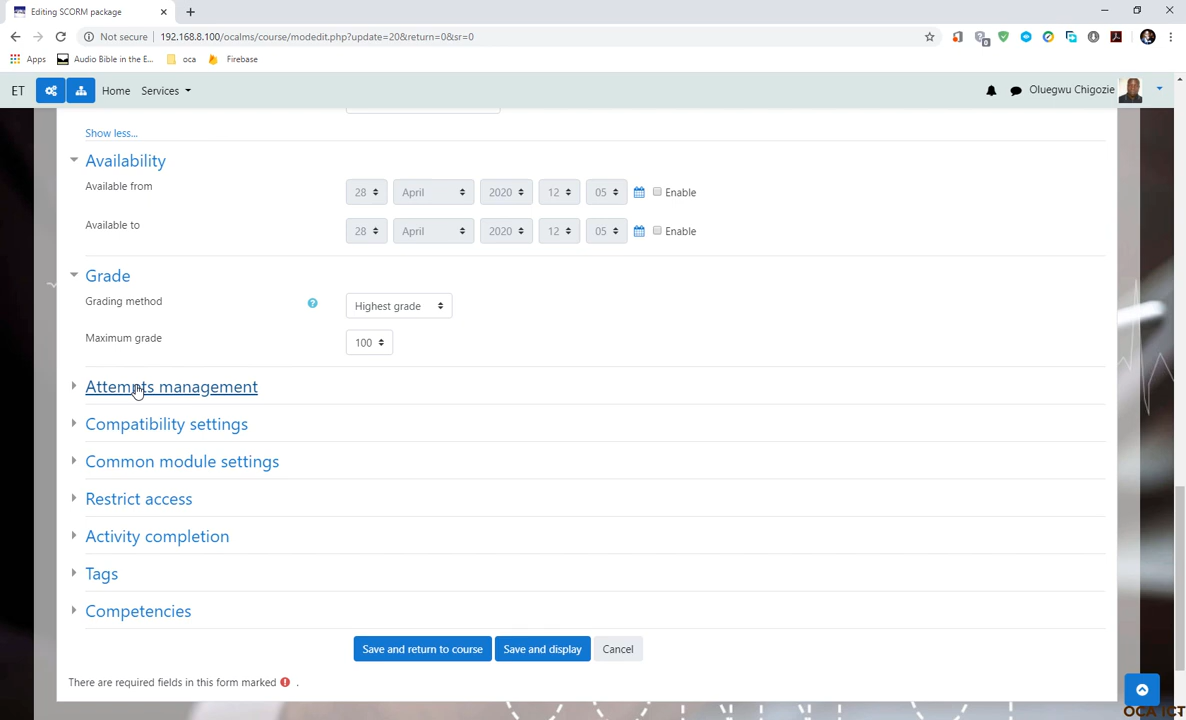 Editing SCORM package
Not secure 192.168.8.100/ocalms/course/modedit.php?update=20&return=0&sr=0
Apps Audio Bible in the E... oca Firebase
ET Home Services Oluegwu Chigozie
Show less...
Availability
Available from 28 April 2020 12 05 Enable
Available to 28 April 2020 12 05 Enable
Grade
Grading method Highest grade
Maximum grade 100
Attempts management
Compatibility settings
Common module settings
Restrict access
Activity completion
Tags
Competencies
Save and return to course Save and display Cancel
There are required fields in this form marked .
OCA ICT